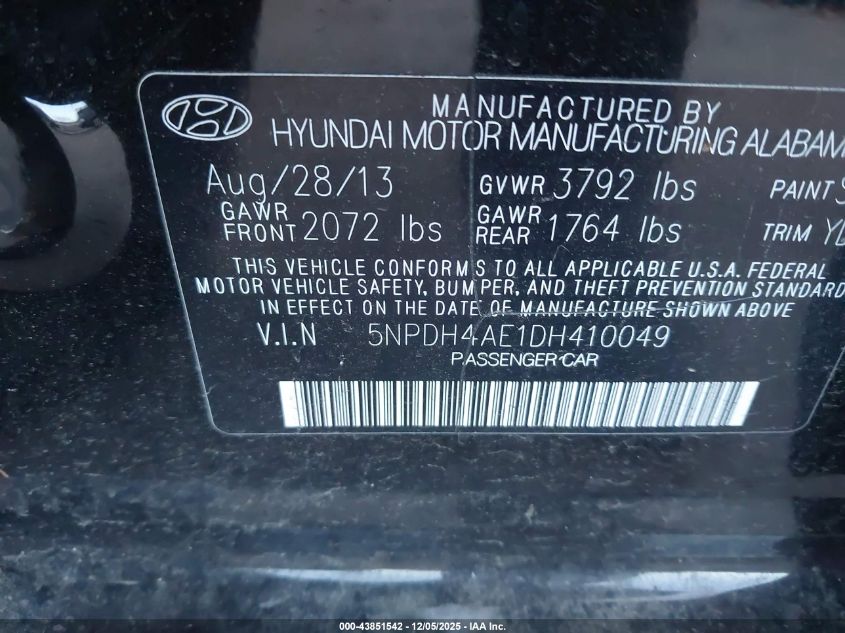 MANUFACTURED BY
HYUNDAI MOTOR MANUFACTURING ALABAM
Aug/28/13 GVWR 3792 lbs PAINT
GAWR FRONT 2072 lbs GAWR REAR 1764 lbs TRIM
THIS VEHICLE CONFORMS TO ALL APPLICABLE U.S.A. FEDERAL
MOTOR VEHICLE SAFETY, BUMPER, AND THEFT PREVENTION STANDARD
IN EFFECT ON THE DATE OF MANUFACTURE SHOWN ABOVE
V.I.N 5NPDH4AE1DH410049
PASSENGER CAR
000-43851542 - 12/05/2025 - IAA Inc.